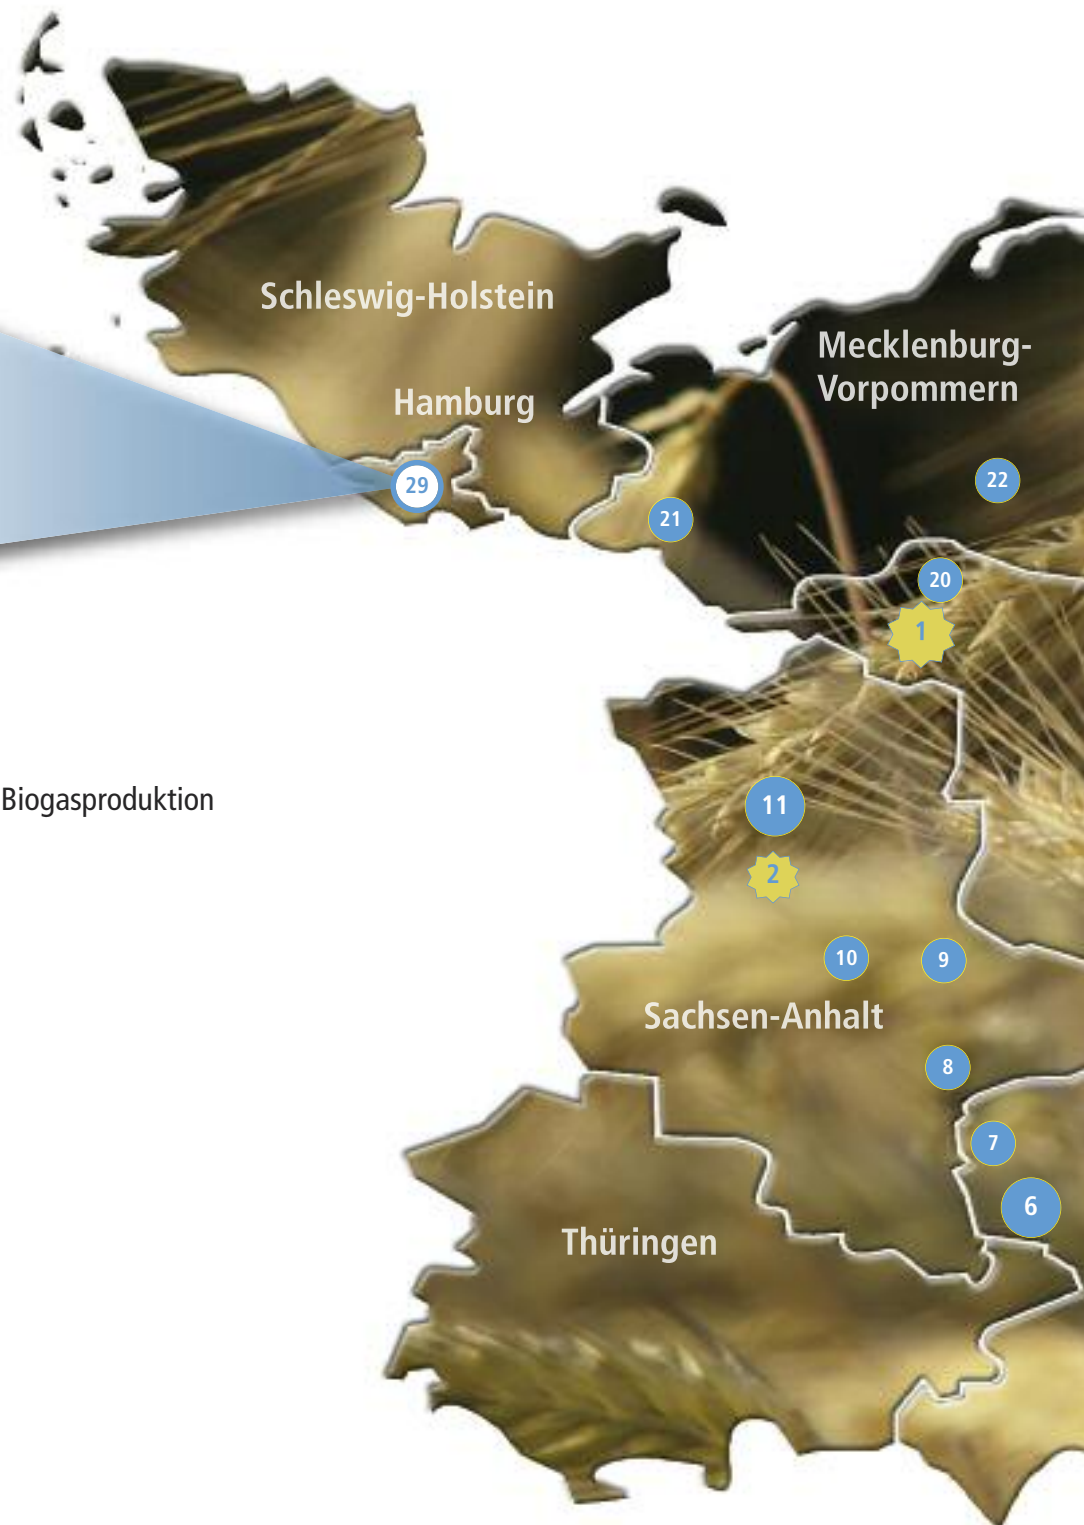 Schleswig-Holstein
Mecklenburg-
Vorpommern
Hamburg
29
22
21
20
1
Biogasproduktion
11
2
10
9
Sachsen-Anhalt
8
7
6
Thüringen